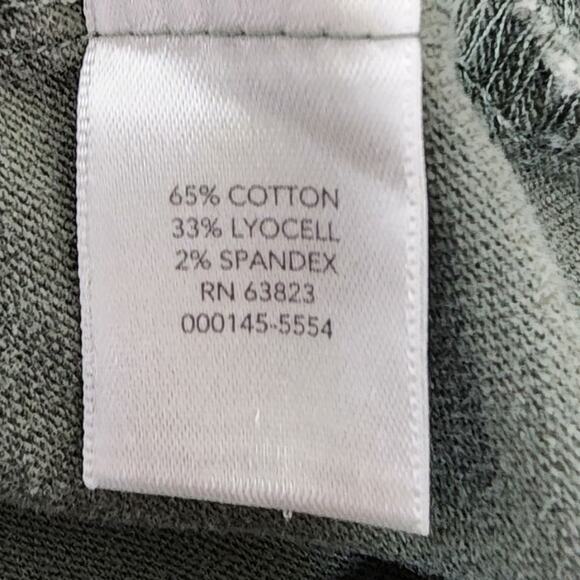 65% COTTON
33% LYOCELL
2% SPANDEX
RN 63823
000145-5554